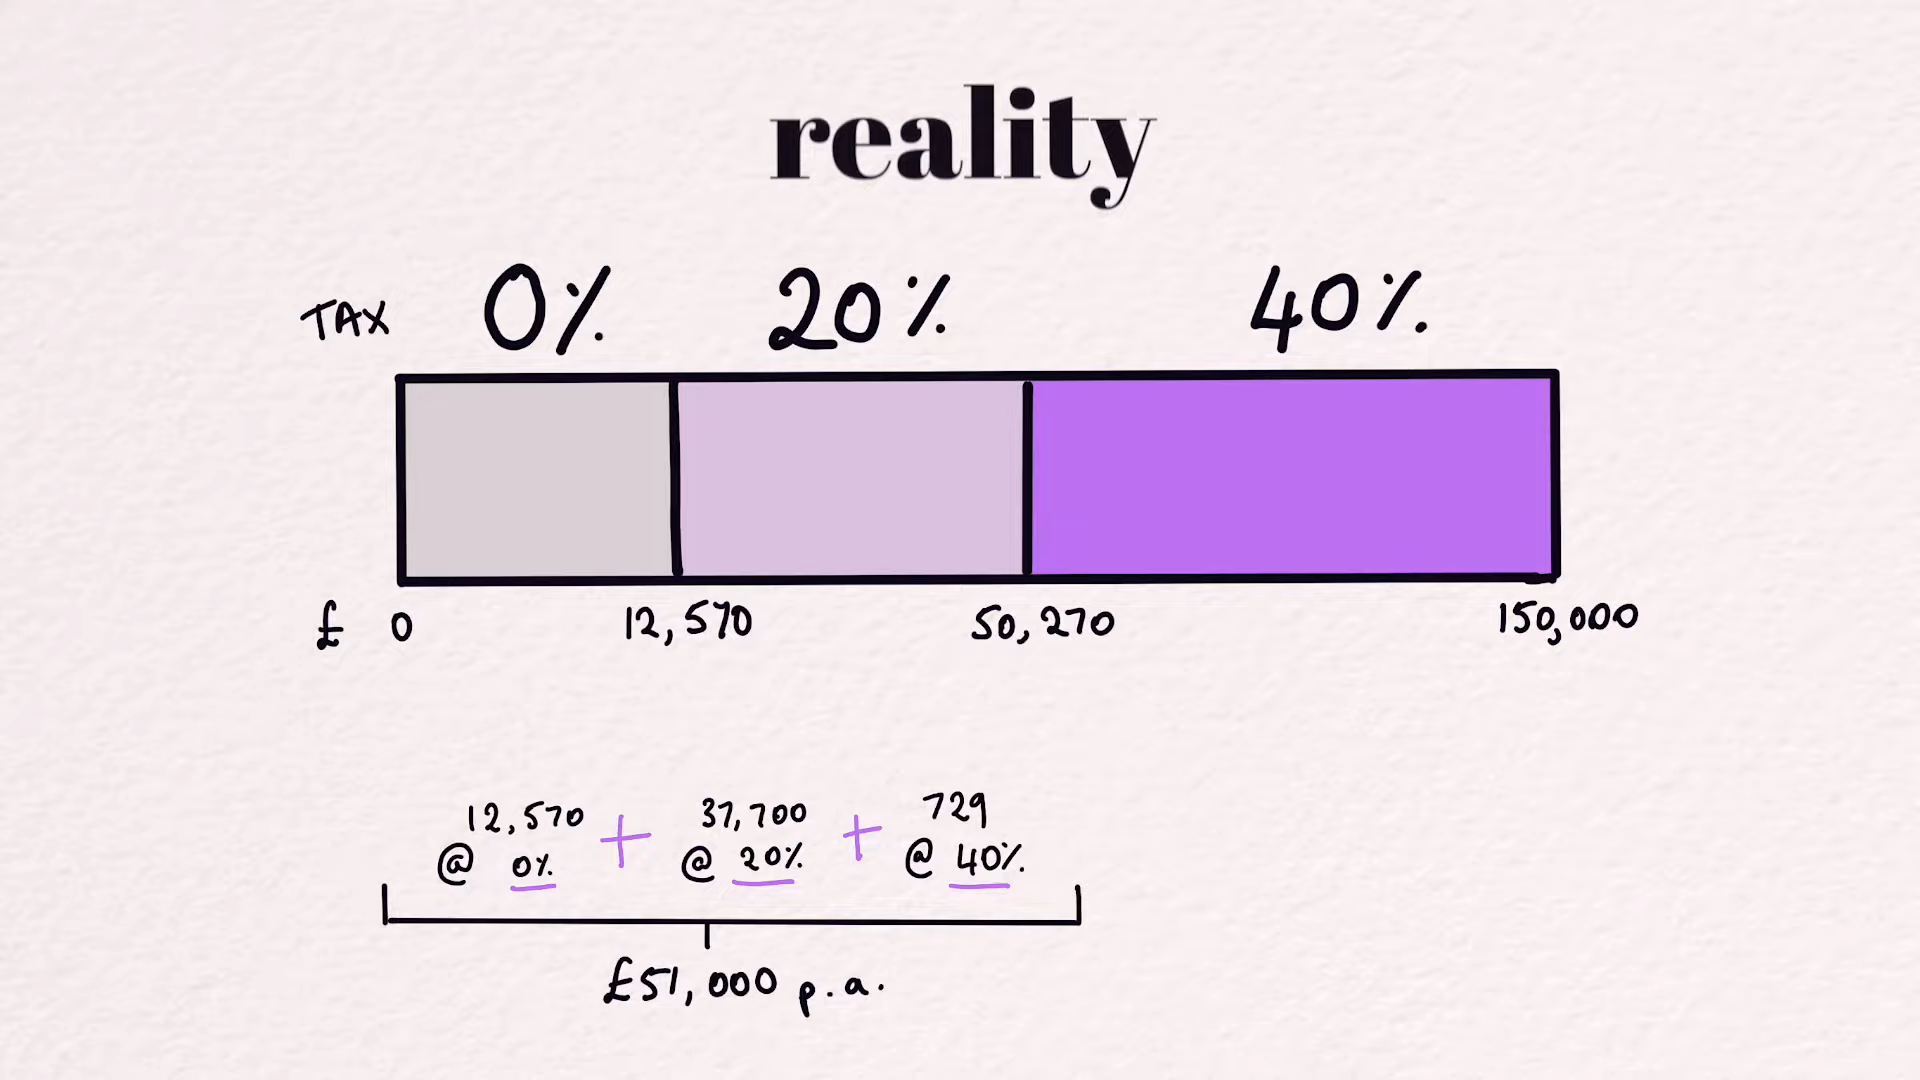 reality
TAX 0% 20% 40%
£ 0 12,570 50,270 150,000
12,570 + 37,700 + 729
@ 0% @ 20% @ 40%
£51,000 p.a.